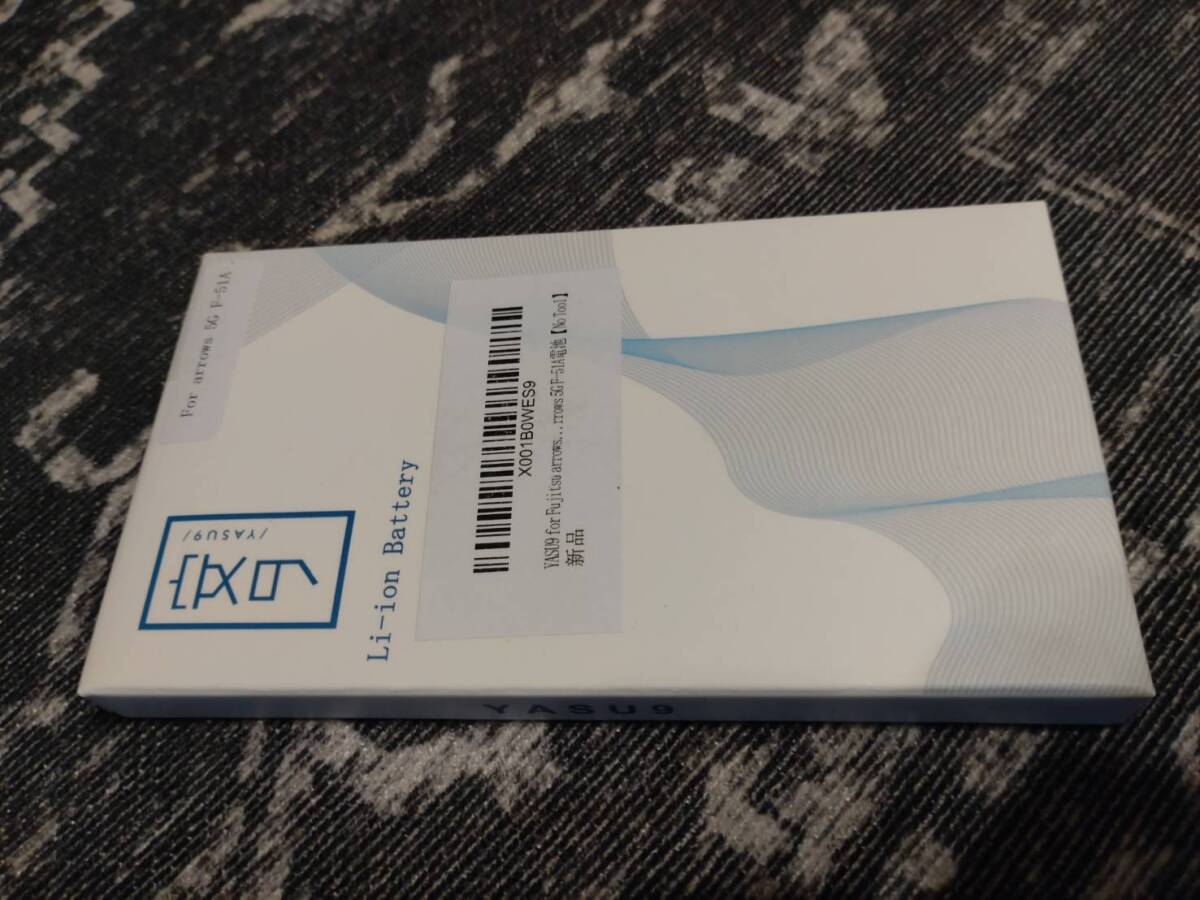 For arrows 5G F-51A
/YASU9/
Li-ion Battery
X001B0WES9
YASU9 for Fujitsu arrows...rrows 5G F-51A電池【No Tool】
新品
YASU9